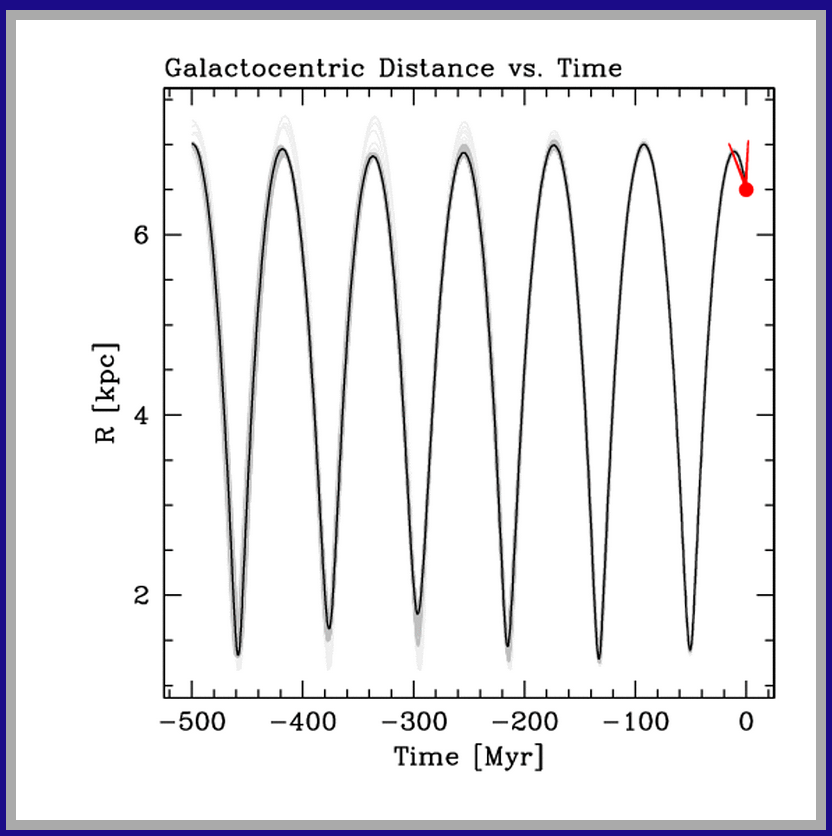 Galactocentric Distance vs. Time
6
4
2
R [kpc]
−500 −400 −300 −200 −100 0
Time [Myr]